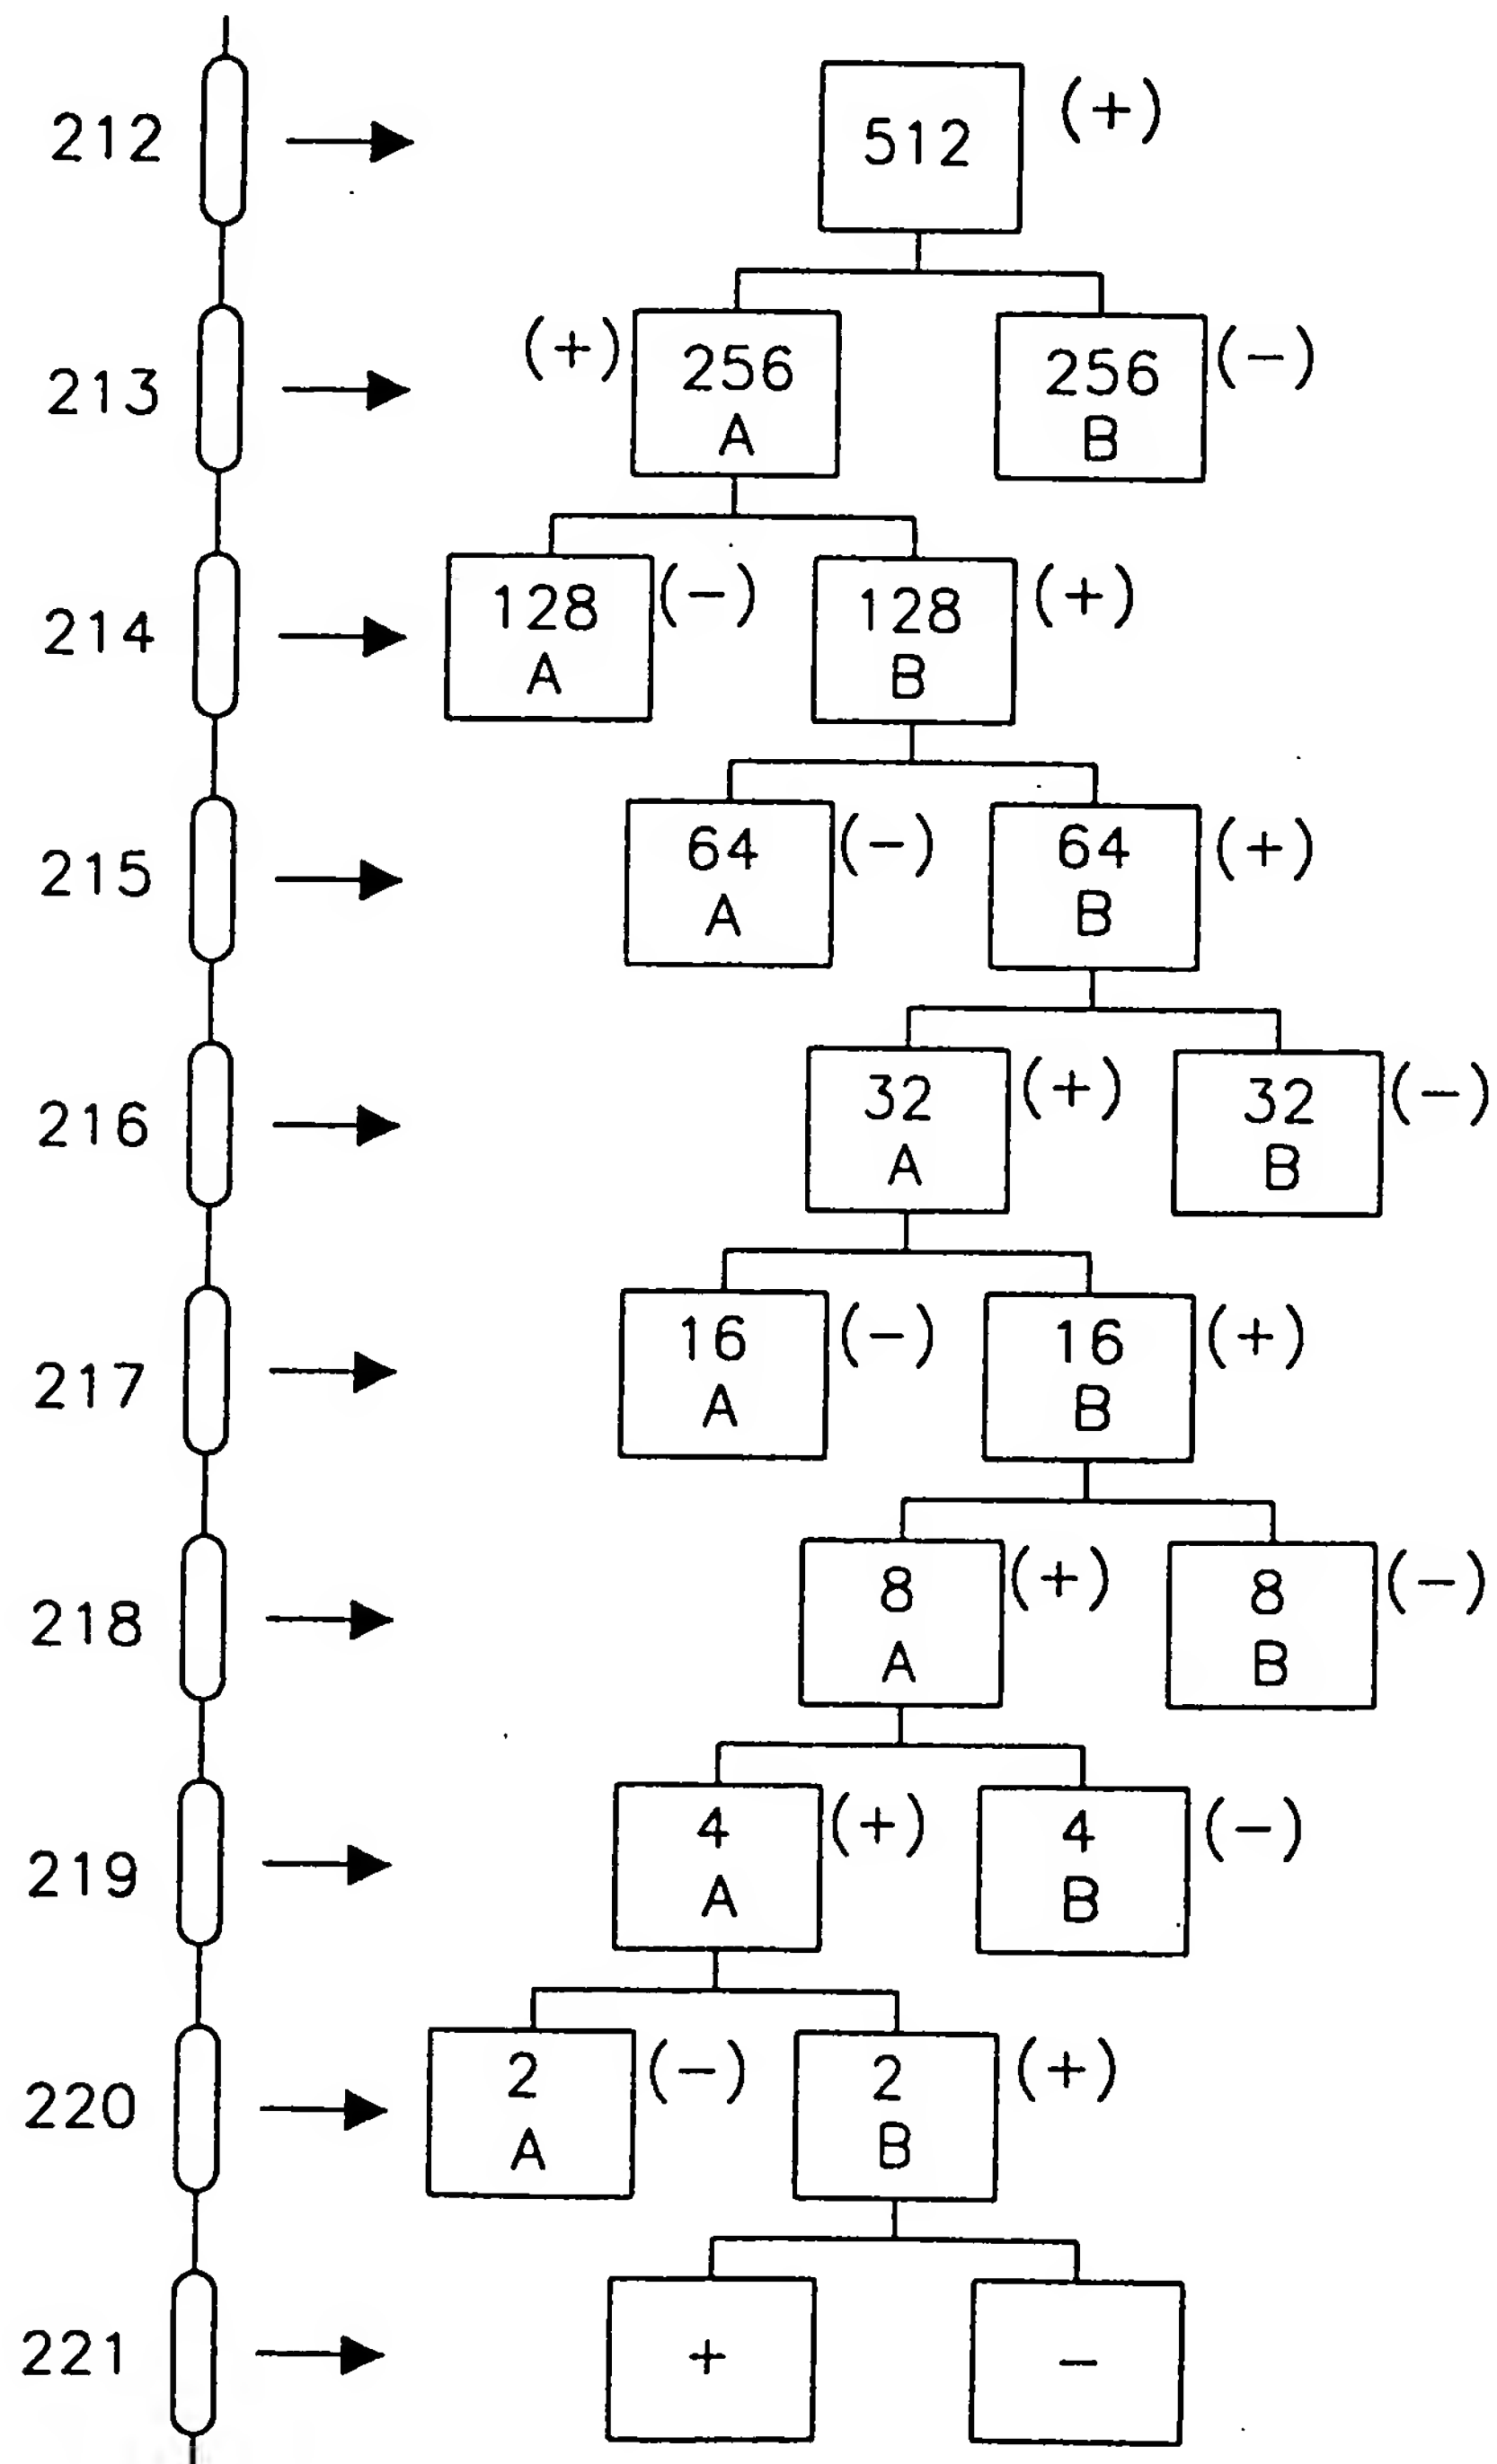 212
512 (+)
213
(+) 256 A
256 B (-)
214
128 A (-)
128 B (+)
215
64 A (-)
64 B (+)
216
32 A (+)
32 B (-)
217
16 A (-)
16 B (+)
218
8 A (+)
8 B (-)
219
4 A (+)
4 B (-)
220
2 A (-)
2 B (+)
221
+
-